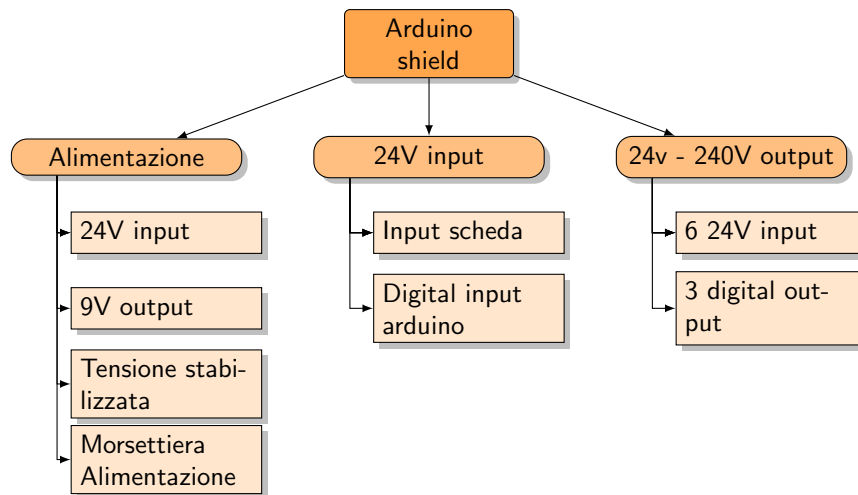 Arduino
shield
Alimentazione
24V input
24v - 240V output
24V input
9V output
Tensione stabi-
lizzata
Morsettiera
Alimentazione
Input scheda
Digital input
arduino
6 24V input
3 digital out-
put